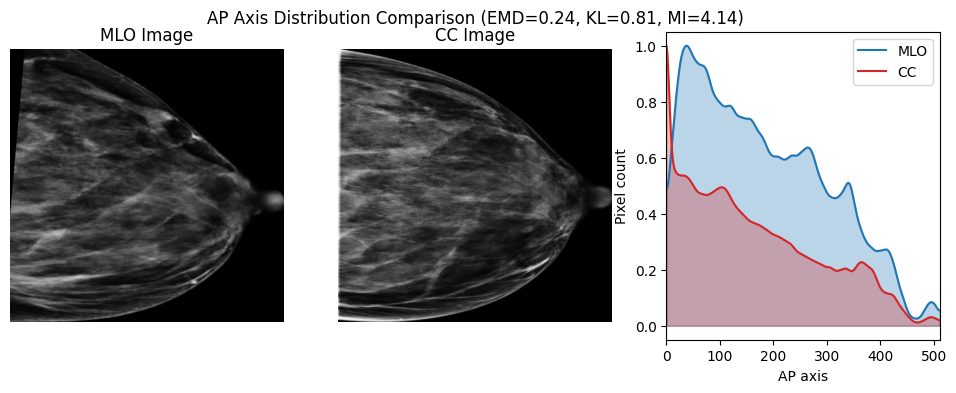 AP Axis Distribution Comparison (EMD=0.24, KL=0.81, MI=4.14)
MLO Image
CC Image
MLO
CC
Pixel count
1.0
0.8
0.6
0.4
0.2
0.0
0 100 200 300 400 500
AP axis